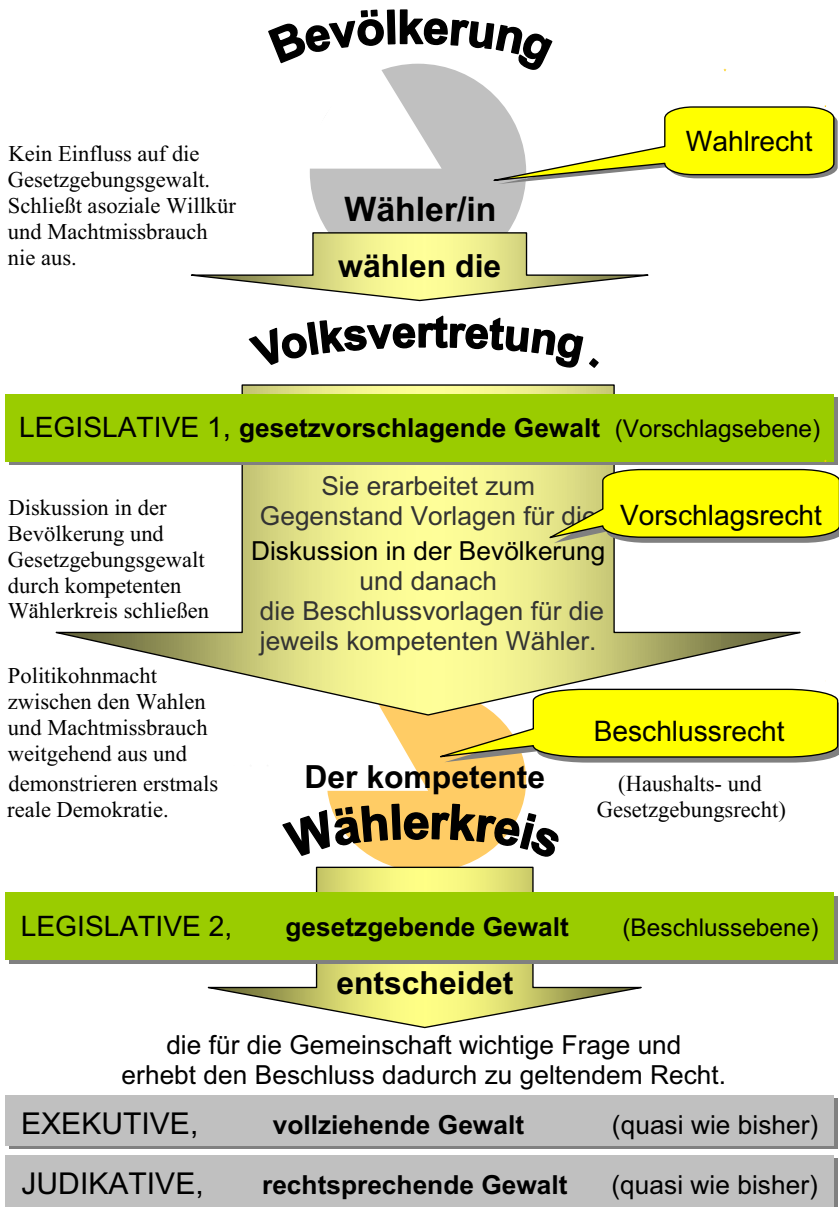 Bevölkerung
Wahlrecht
Kein Einfluss auf die
Gesetzgebungsgewalt.
Schließt asoziale Willkür
und Machtmissbrauch
nie aus.
Wähler/in
wählen die
Volksvertretung.
LEGISLATIVE 1, gesetzvorschlagende Gewalt (Vorschlagsebene)
Sie erarbeitet zum
Gegenstand Vorlagen für die
Diskussion in der Bevölkerung
und danach
die Beschlussvorlagen für die
jeweils kompetenten Wähler.
Vorschlagsrecht
Diskussion in der
Bevölkerung und
Gesetzgebungsgewalt
durch kompetenten
Wählerkreis schließen
Politikohnmacht
zwischen den Wahlen
und Machtmissbrauch
weitgehend aus und
demonstrieren erstmals
reale Demokratie.
Beschlussrecht
(Haushalts- und
Gesetzgebungsrecht)
Der kompetente
Wählerkreis
LEGISLATIVE 2, gesetzgebende Gewalt (Beschlussebene)
entscheidet
die für die Gemeinschaft wichtige Frage und
erhebt den Beschluss dadurch zu geltendem Recht.
EXEKUTIVE, vollziehende Gewalt (quasi wie bisher)
JUDIKATIVE, rechtsprechende Gewalt (quasi wie bisher)